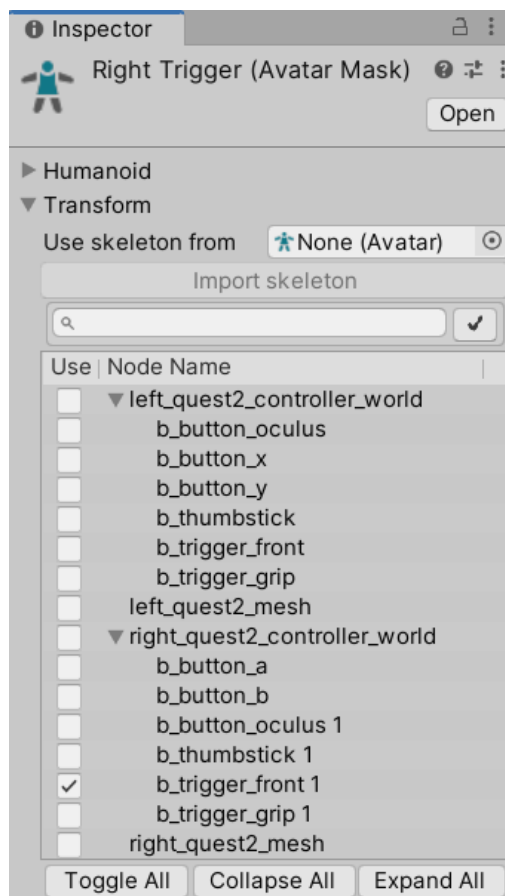 Inspector
Right Trigger (Avatar Mask)
Open
Humanoid
Transform
Use skeleton from None (Avatar)
Import skeleton
Use Node Name
left_quest2_controller_world
b_button_oculus
b_button_x
b_button_y
b_thumbstick
b_trigger_front
b_trigger_grip
left_quest2_mesh
right_quest2_controller_world
b_button_a
b_button_b
b_button_oculus 1
b_thumbstick 1
b_trigger_front 1
b_trigger_grip 1
right_quest2_mesh
Toggle All Collapse All Expand All